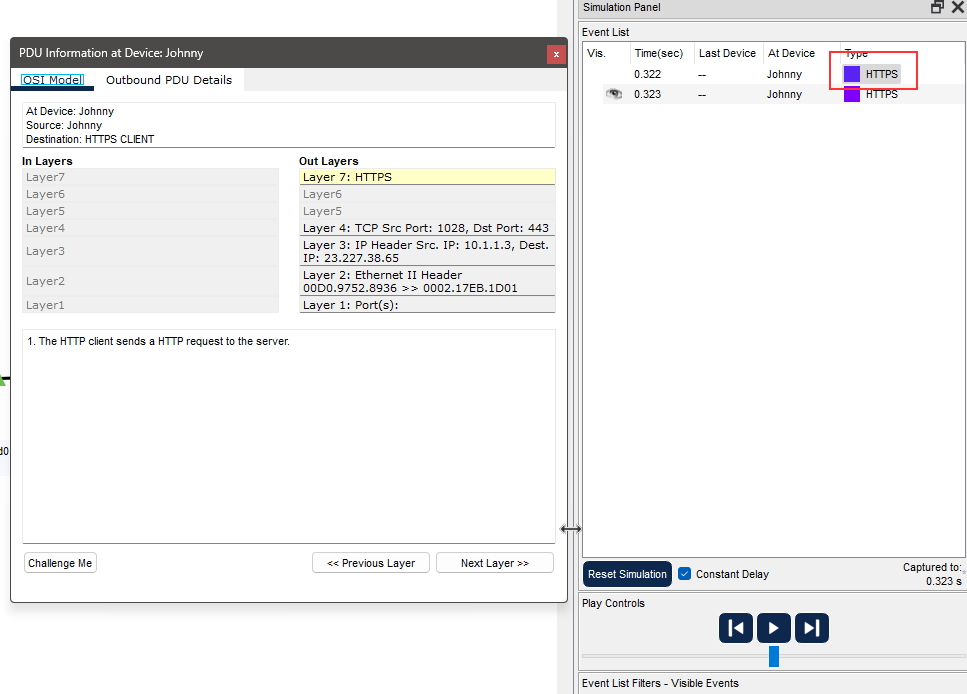 Simulation Panel
Event List
Vis. Time(sec) Last Device At Device Type
0.322 -- Johnny HTTPS
0.323 -- Johnny HTTPS
PDU Information at Device: Johnny
x
OSI Modell Outbound PDU Details
At Device: Johnny
Source: Johnny
Destination: HTTPS CLIENT
In Layers
Layer7
Layer6
Layer5
Layer4
Layer3
Layer2
Layer1
Out Layers
Layer 7: HTTPS
Layer6
Layer5
Layer 4: TCP Src Port: 1028, Dst Port: 443
Layer 3: IP Header Src. IP: 10.1.1.3, Dest.
IP: 23.227.38.65
Layer 2: Ethernet II Header
00D0.9752.8936 >> 0002.17EB.1D01
Layer 1: Port(s):
1. The HTTP client sends a HTTP request to the server.
d0
Challenge Me
<< Previous Layer
Next Layer >>
Reset Simulation
Constant Delay
Captured to:
0.323 s
Play Controls
Event List Filters - Visible Events